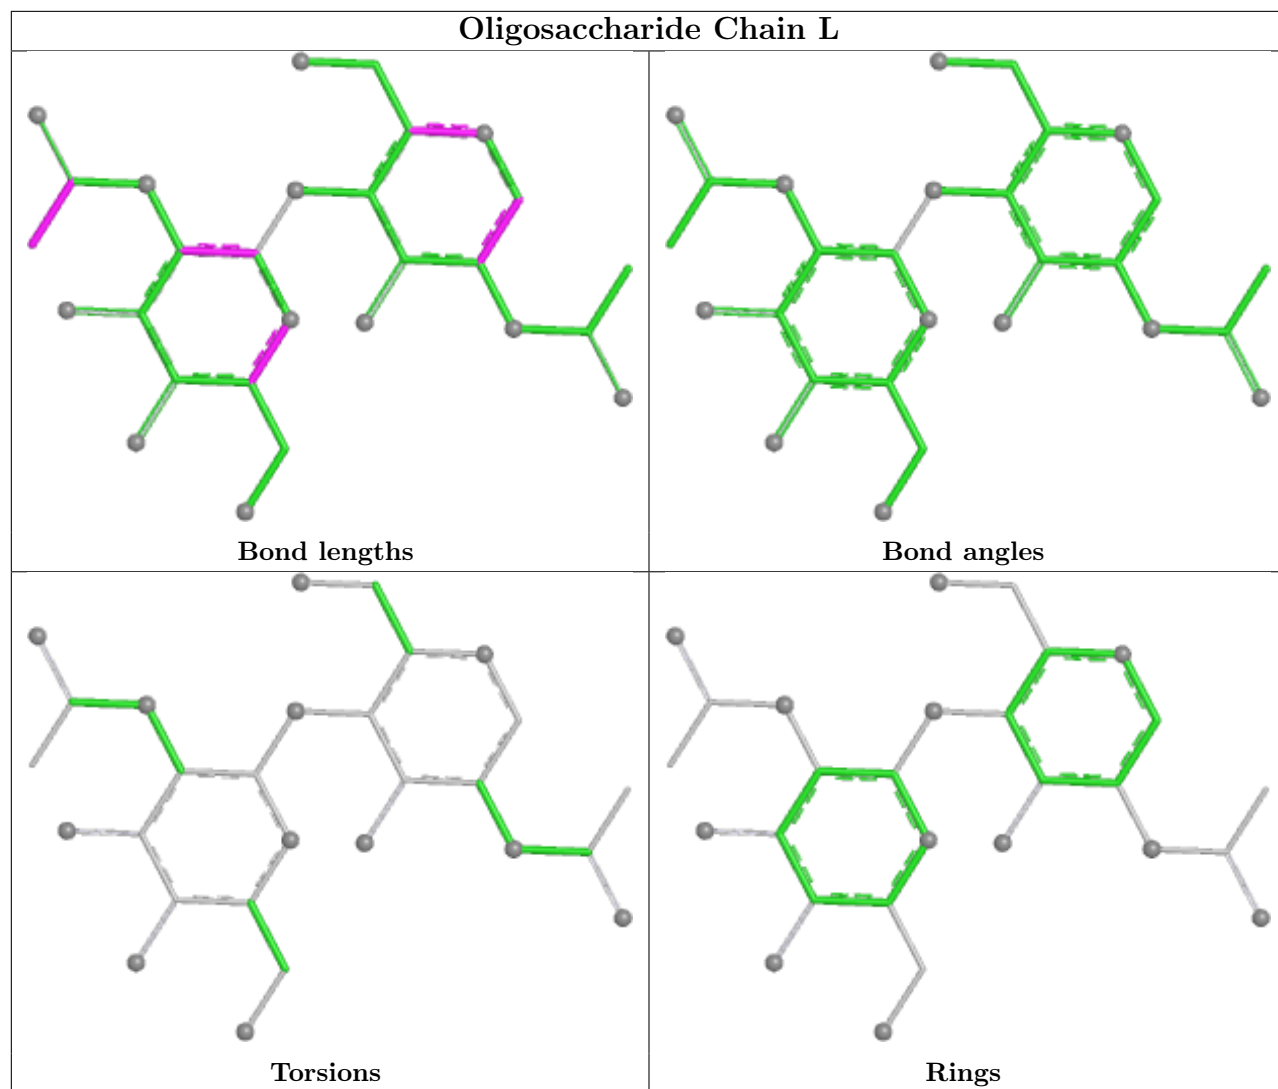 Oligosaccharide Chain L
Bond lengths
Bond angles
Torsions
Rings